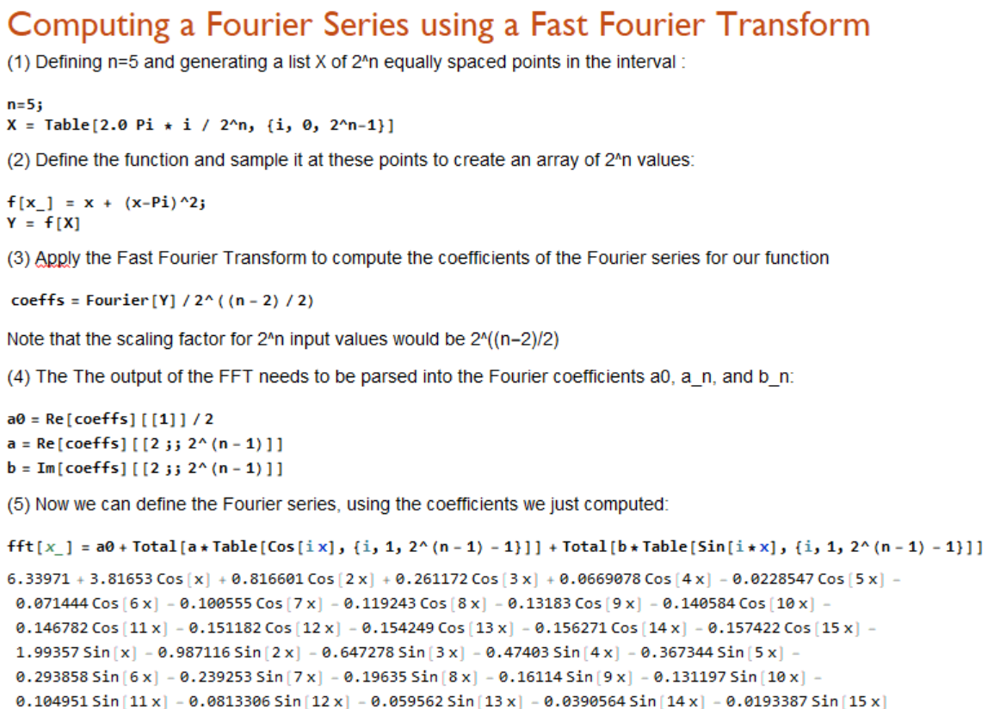 Computing a Fourier Series using a Fast Fourier Transform
(1) Defining n=5 and generating a list X of 2^n equally spaced points in the interval :
n=5;
X = Table[2.0 Pi * i / 2^n, {i, 0, 2^n-1}]
(2) Define the function and sample it at these points to create an array of 2^n values:
f[x_] = x + (x-Pi)^2;
Y = f[X]
(3) Apply the Fast Fourier Transform to compute the coefficients of the Fourier series for our function
coeffs = Fourier[Y] / 2^((n - 2) / 2)
Note that the scaling factor for 2^n input values would be 2^((n−2)/2)
(4) The The output of the FFT needs to be parsed into the Fourier coefficients a0, a_n, and b_n:
a0 = Re[coeffs][[1]] / 2
a = Re[coeffs][[2 ;; 2^(n - 1)]]
b = Im[coeffs][[2 ;; 2^(n - 1)]]
(5) Now we can define the Fourier series, using the coefficients we just computed:
fft[x_] = a0 + Total[a * Table[Cos[i x], {i, 1, 2^(n - 1) - 1}]] + Total[b * Table[Sin[i * x], {i, 1, 2^(n - 1) - 1}]]
6.33971 + 3.81653 Cos[x] + 0.816601 Cos[2 x] + 0.261172 Cos[3 x] + 0.0669078 Cos[4 x] - 0.0228547 Cos[5 x] -
0.071444 Cos[6 x] - 0.100555 Cos[7 x] - 0.119243 Cos[8 x] - 0.13183 Cos[9 x] - 0.140584 Cos[10 x] -
0.146782 Cos[11 x] - 0.151182 Cos[12 x] - 0.154249 Cos[13 x] - 0.156271 Cos[14 x] - 0.157422 Cos[15 x] -
1.99357 Sin[x] - 0.987116 Sin[2 x] - 0.647278 Sin[3 x] - 0.47403 Sin[4 x] - 0.367344 Sin[5 x] -
0.293858 Sin[6 x] - 0.239253 Sin[7 x] - 0.19635 Sin[8 x] - 0.16114 Sin[9 x] - 0.131197 Sin[10 x] -
0.104951 Sin[11 x] - 0.0813306 Sin[12 x] - 0.059562 Sin[13 x] - 0.0390564 Sin[14 x] - 0.0193387 Sin[15 x]